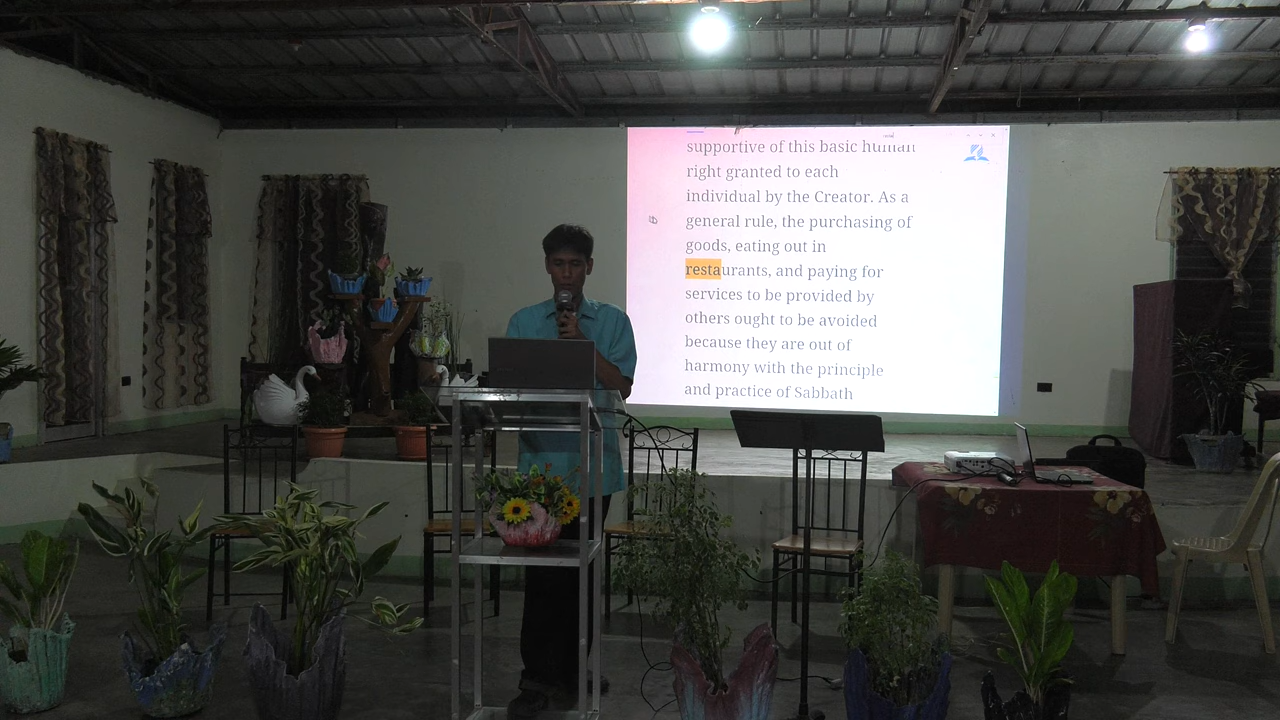 supportive of this basic human
right granted to each
individual by the Creator. As a
general rule, the purchasing of
goods, eating out in
restaurants, and paying for
services to be provided by
others ought to be avoided
because they are out of
harmony with the principle
and practice of Sabbath